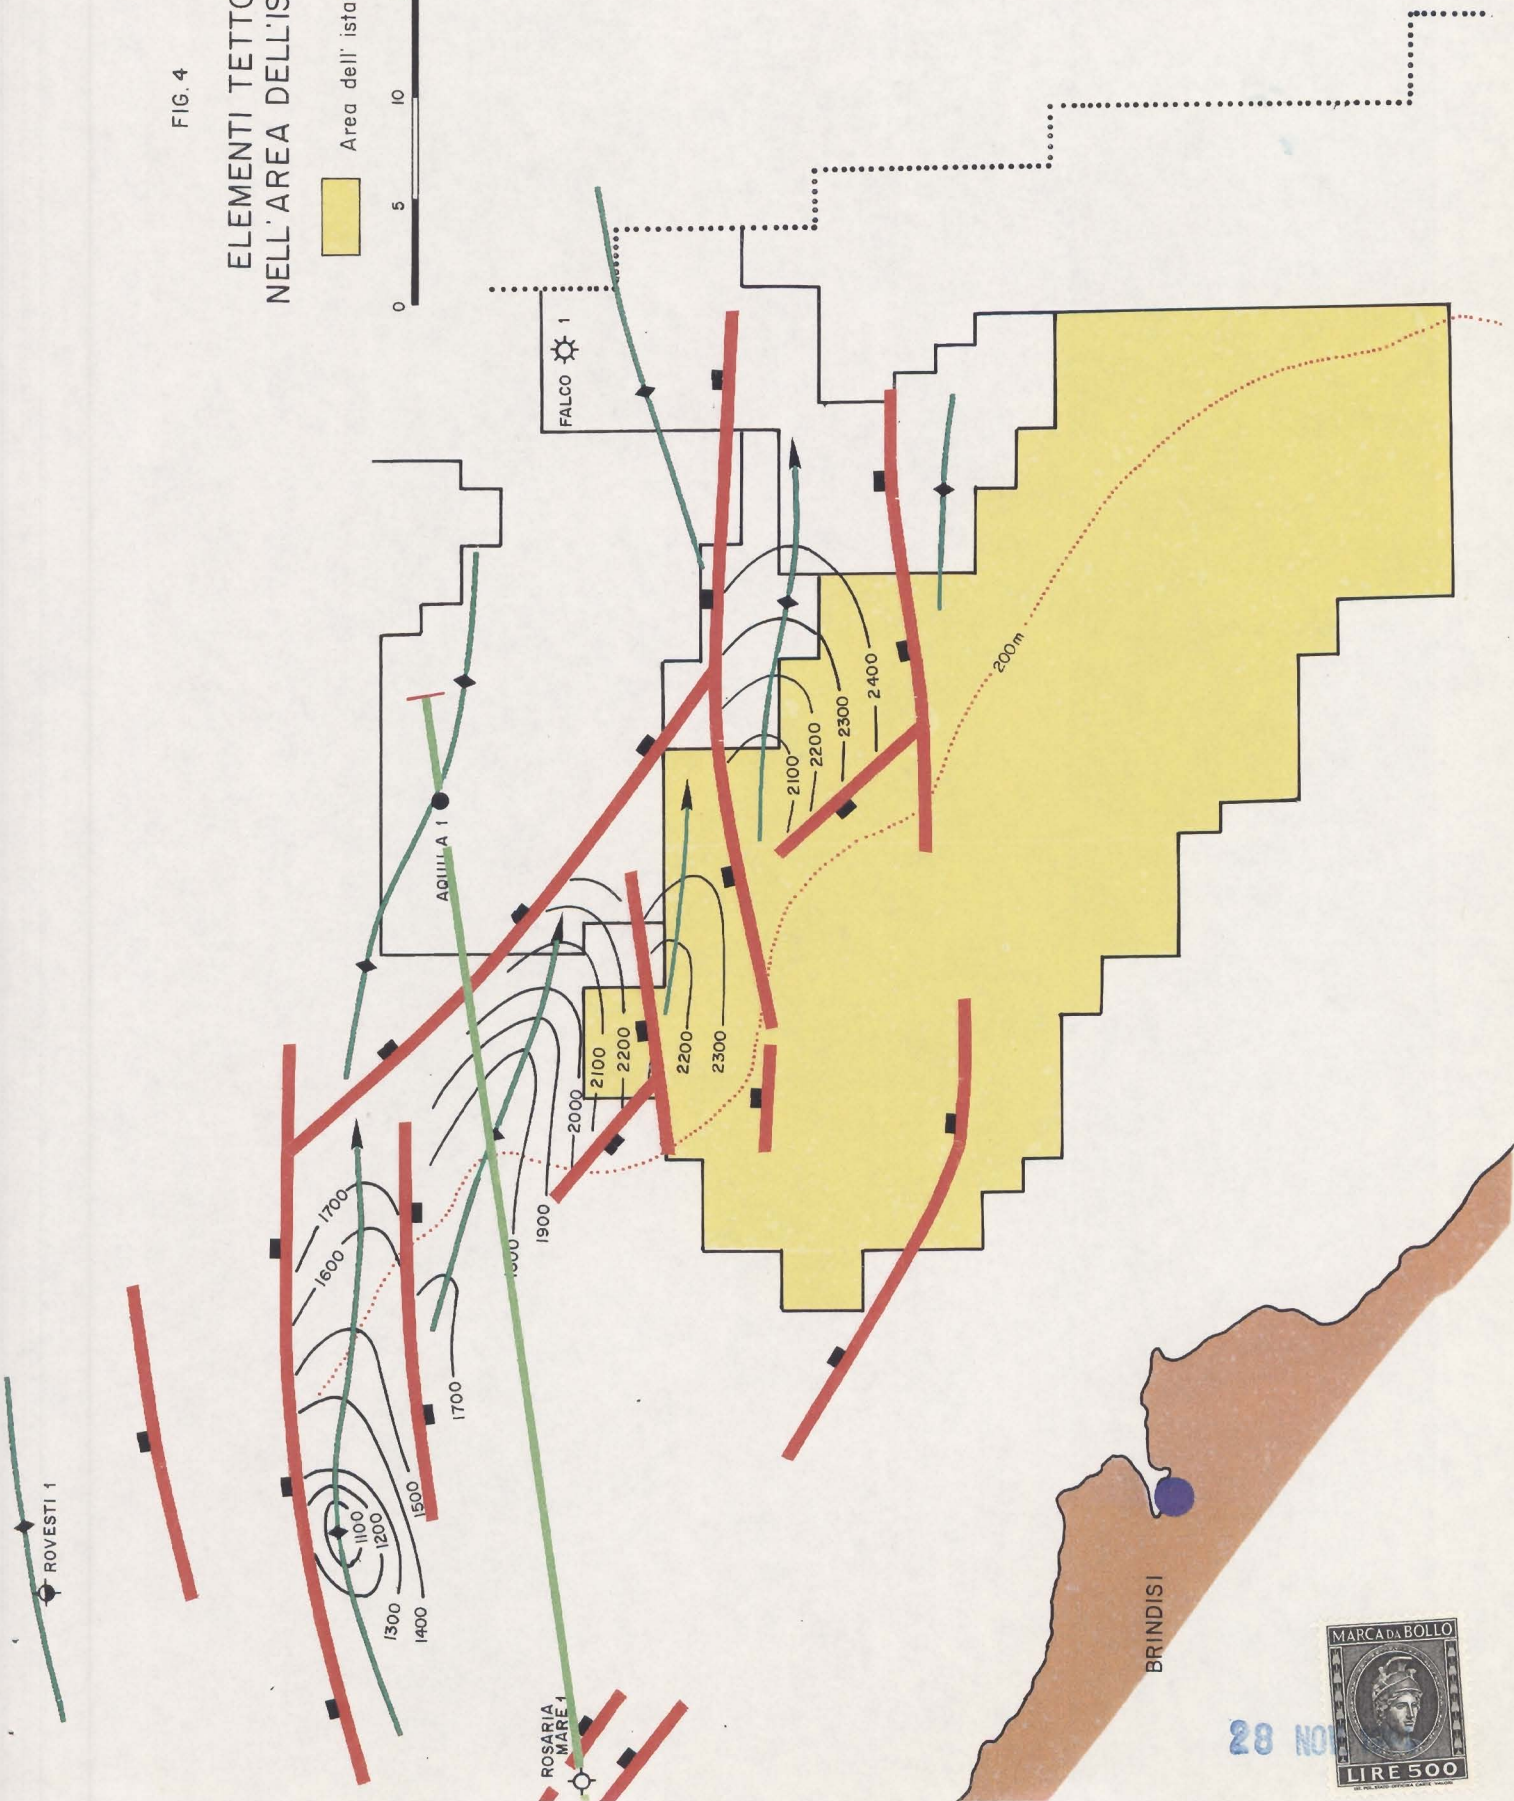 FIG. 4
ELEMENTI TETTO
NELL'AREA DELL'IS
Area dell' ista
0 5 10
FALCO 1
AQUILA 1
ROVESTI 1
ROSARIA
MARE 1
BRINDISI
200m
2100
2200
2300
2400
2100
2200
2200
2300
2000
1900
1700
1600
1700
1500
1100
1200
1300
1400
28 NO
MARCA DA BOLLO
LIRE 500